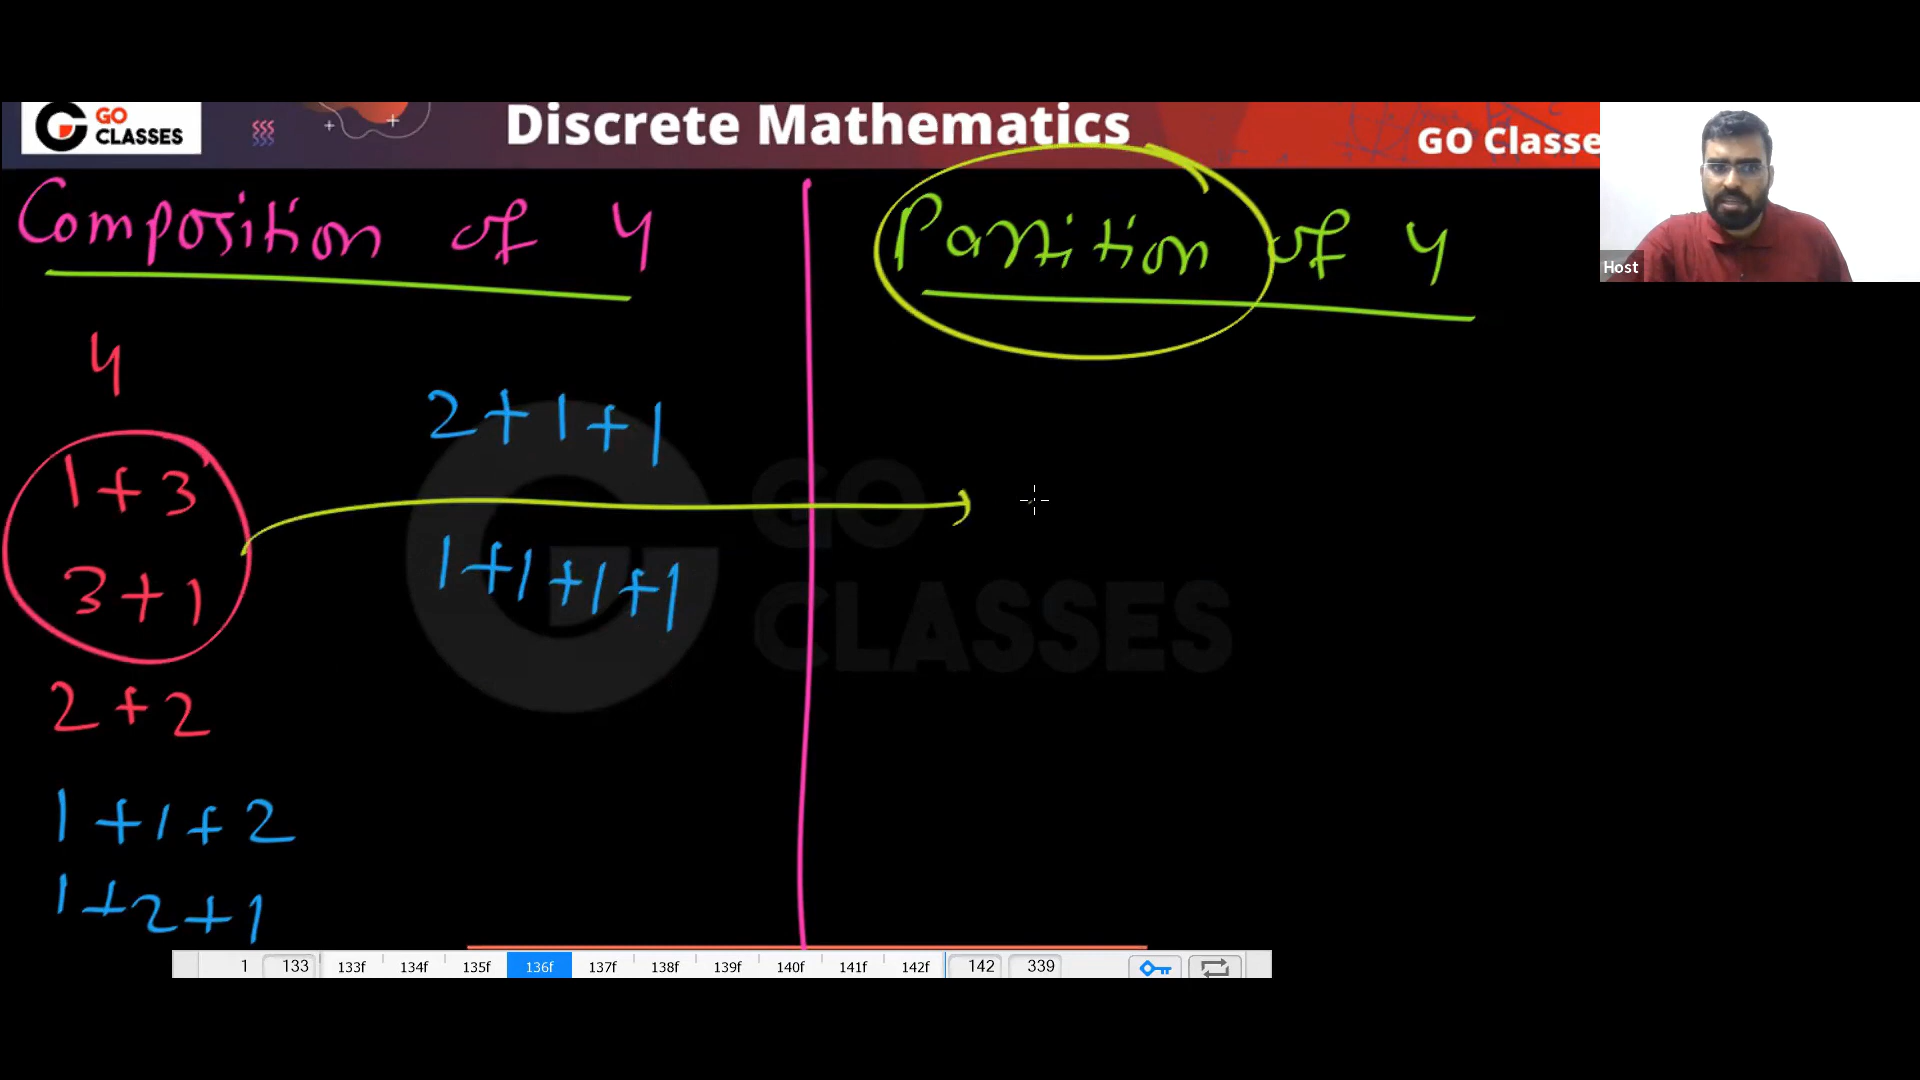 GO
CLASSES
Discrete Mathematics
GO Classe
Host
Composition of 4
4
1+3
3+1
2+2
1+1+2
1+2+1
2+1+1
1+1+1+1
Partition of 4
GO
CLASSES
1 133 133f 134f 135f 136f 137f 138f 139f 140f 141f 142f 142 339